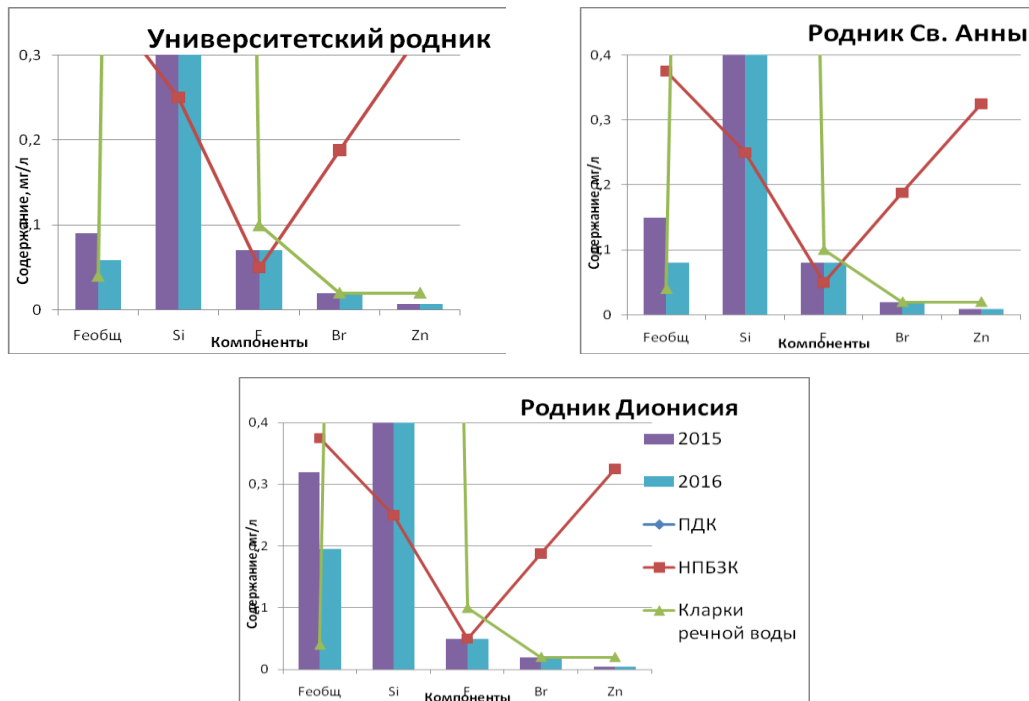 Университетский родник
Содержание, мг/л
0,3
0,2
0,1
0
Feобщ Si F Br Zn
Компоненты
Родник Св. Анны
Содержание, мг/л
0,4
0,3
0,2
0,1
0
Feобщ Si F Br Zn
Компоненты
Родник Дионисия
Содержание, мг/л
0,4
0,3
0,2
0,1
0
Feобщ Si F Br Zn
Компоненты
2015
2016
ПДК
НПБЗК
Кларки
речной воды